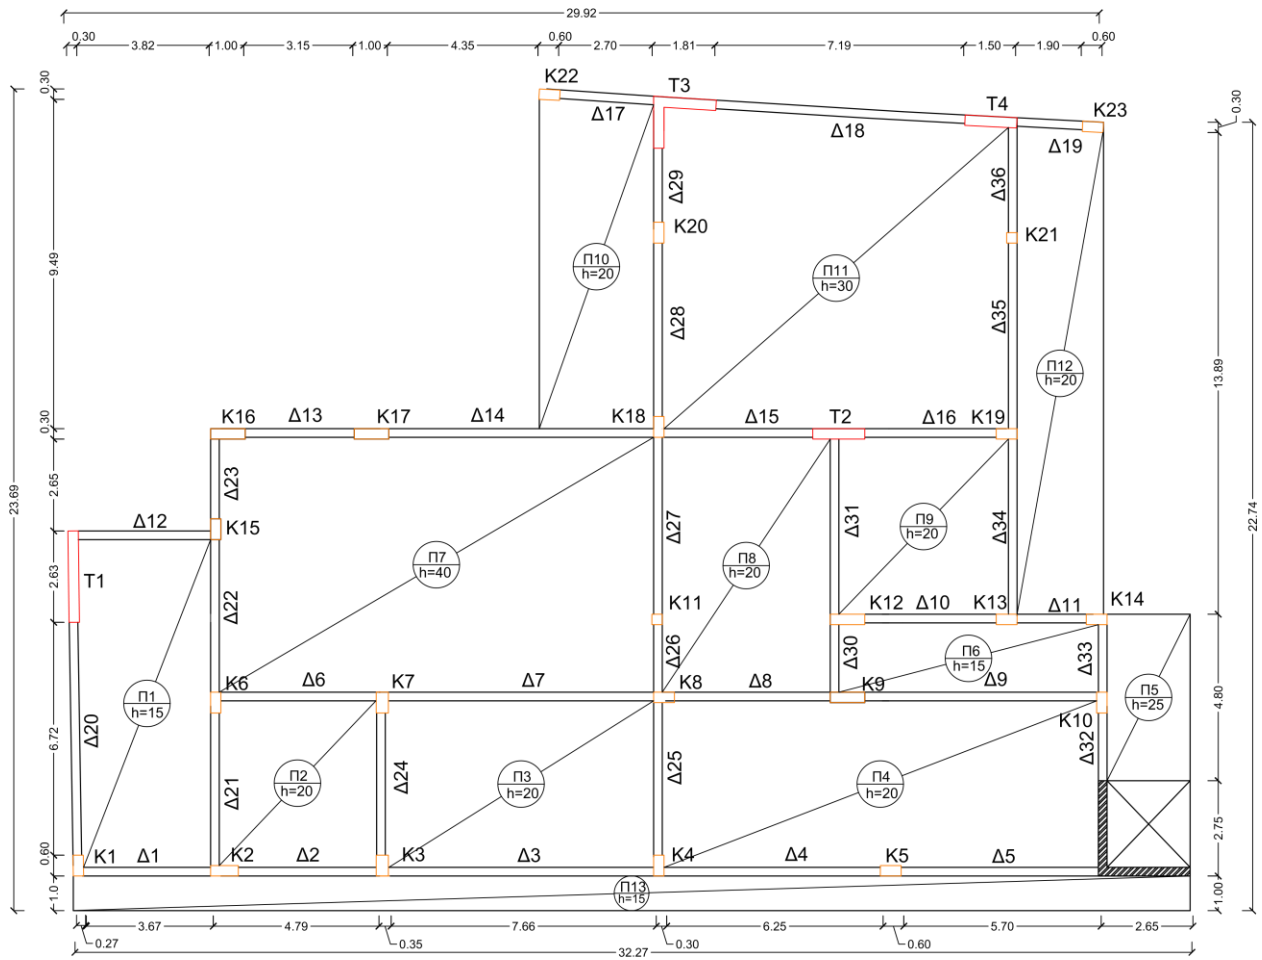 29.92
0.30 3.82 1.00 3.15 1.00 4.35 0.60 2.70 1.81 7.19 1.50 1.90 0.60
0.30
K22
T3
T4
K23
0.30
Δ17
Δ18
Δ19
Δ29
Δ36
K20
K21
9.49
Π10
h=20
Π11
h=30
Δ28
Δ35
Π12
h=20
13.89
0.30
K16
Δ13
K17
Δ14
K18
Δ15
T2
Δ16
K19
2.65
Δ23
23.69
22.74
Δ12
K15
Δ27
Δ31
Π9
h=20
Δ34
T1
2.63
Π7
h=40
Π8
h=20
Δ22
K11
K12
Δ10
K13
Δ11
K14
Δ26
Δ30
Π6
h=15
Δ33
K6
Δ6
K7
Δ7
K8
Δ8
K9
Δ9
Π1
h=15
Π5
h=25
4.80
K10
6.72
Δ20
Δ21
Π2
h=20
Δ24
Π3
h=20
Δ25
Π4
h=20
Δ32
2.75
0.60
K1
Δ1
K2
Δ2
K3
Δ3
K4
Δ4
K5
Δ5
1.0
Π13
h=15
1.00
3.67 4.79 7.66 6.25 5.70 2.65
0.27 0.35 0.30 0.60
32.27